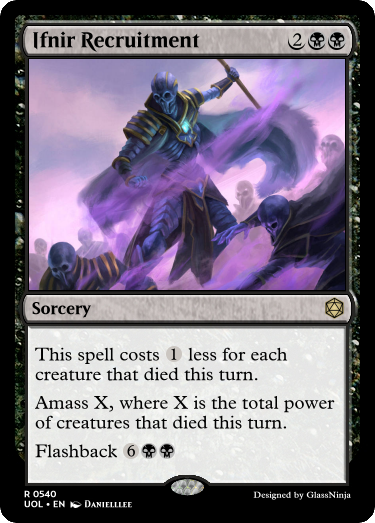 Ifnir Recruitment 2
Sorcery
This spell costs 1 less for each
creature that died this turn.
Amass X, where X is the total power
of creatures that died this turn.
Flashback 6
R 0540
UOL • EN DANIELLLEE
Designed by GlassNinja